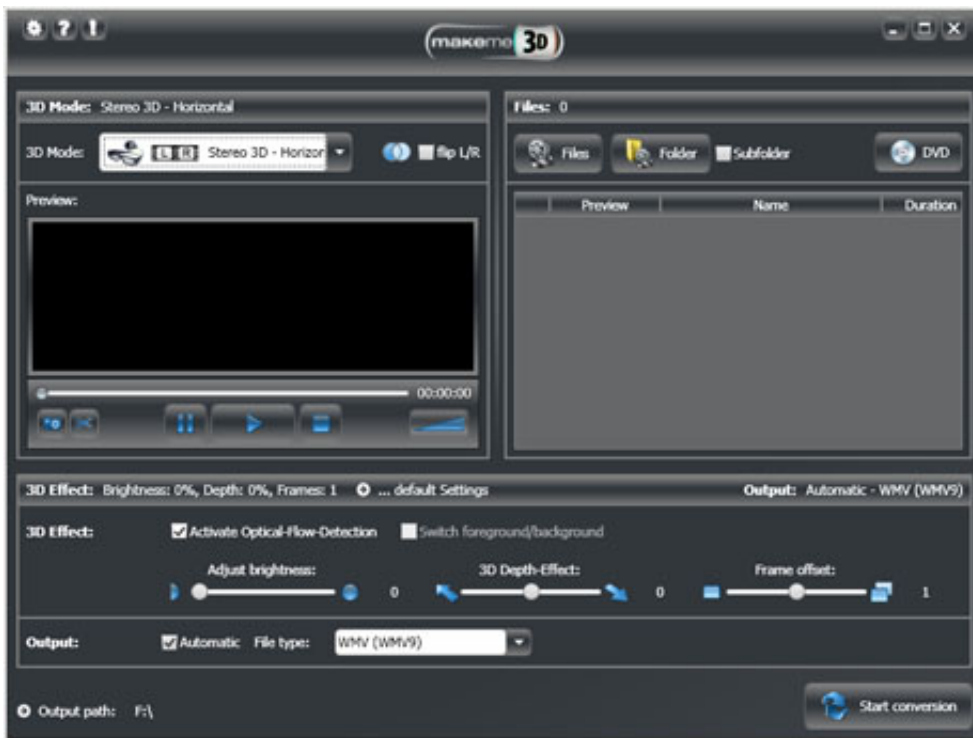 makeme 3D
3D Mode: Stereo 3D - Horizontal
3D Mode: L R Stereo 3D - Horizor flip L/R
Preview:
00:00:00
Files: 0
Files Folder Subfolder DVD
Preview Name Duration
3D Effect: Brightness: 0%, Depth: 0%, Frames: 1 ... default Settings Output: Automatic - WMV (WMV9)
3D Effect: Activate Optical-Flow-Detection Switch foreground/background
Adjust brightness: 3D Depth-Effect: Frame offset:
0 0 1
Output: Automatic File type: WMV (WMV9)
Output path: F:\
Start conversion